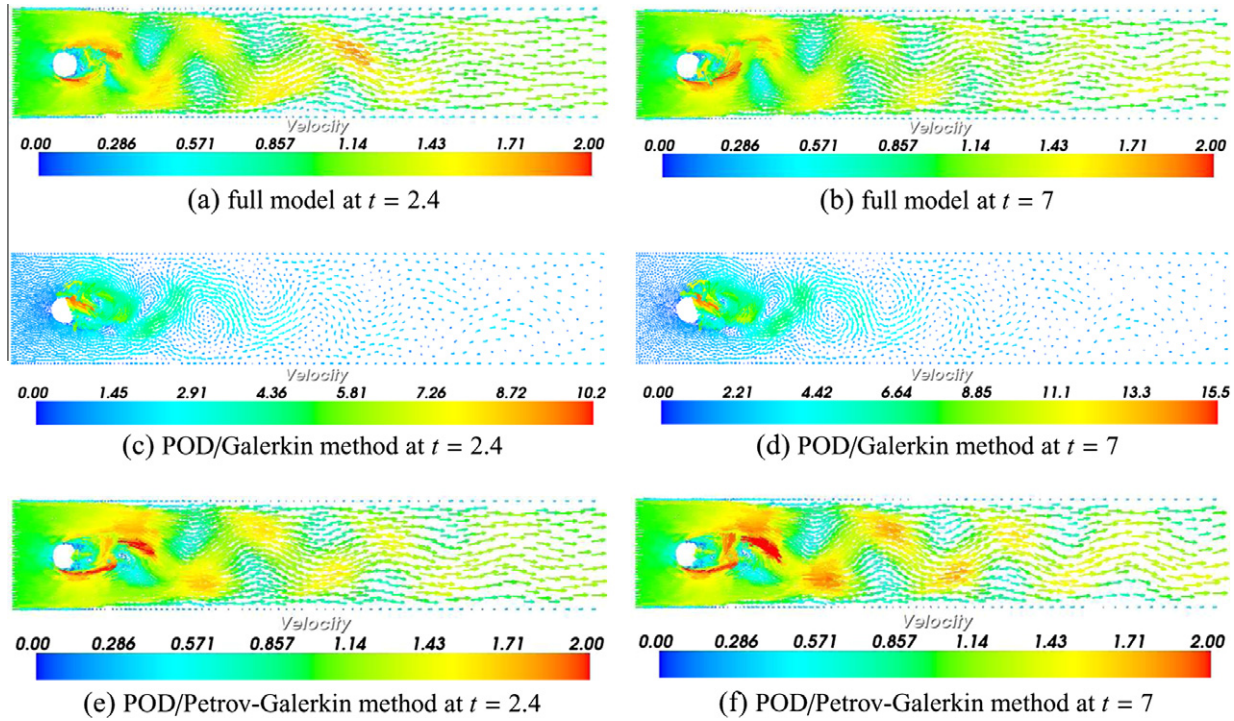 Velocity
0.00 0.286 0.571 0.857 1.14 1.43 1.71 2.00
(a) full model at t = 2.4
Velocity
0.00 0.286 0.571 0.857 1.14 1.43 1.71 2.00
(b) full model at t = 7
Velocity
0.00 1.45 2.91 4.36 5.81 7.26 8.72 10.2
(c) POD/Galerkin method at t = 2.4
Velocity
0.00 2.21 4.42 6.64 8.85 11.1 13.3 15.5
(d) POD/Galerkin method at t = 7
Velocity
0.00 0.286 0.571 0.857 1.14 1.43 1.71 2.00
(e) POD/Petrov-Galerkin method at t = 2.4
Velocity
0.00 0.286 0.571 0.857 1.14 1.43 1.71 2.00
(f) POD/Petrov-Galerkin method at t = 7